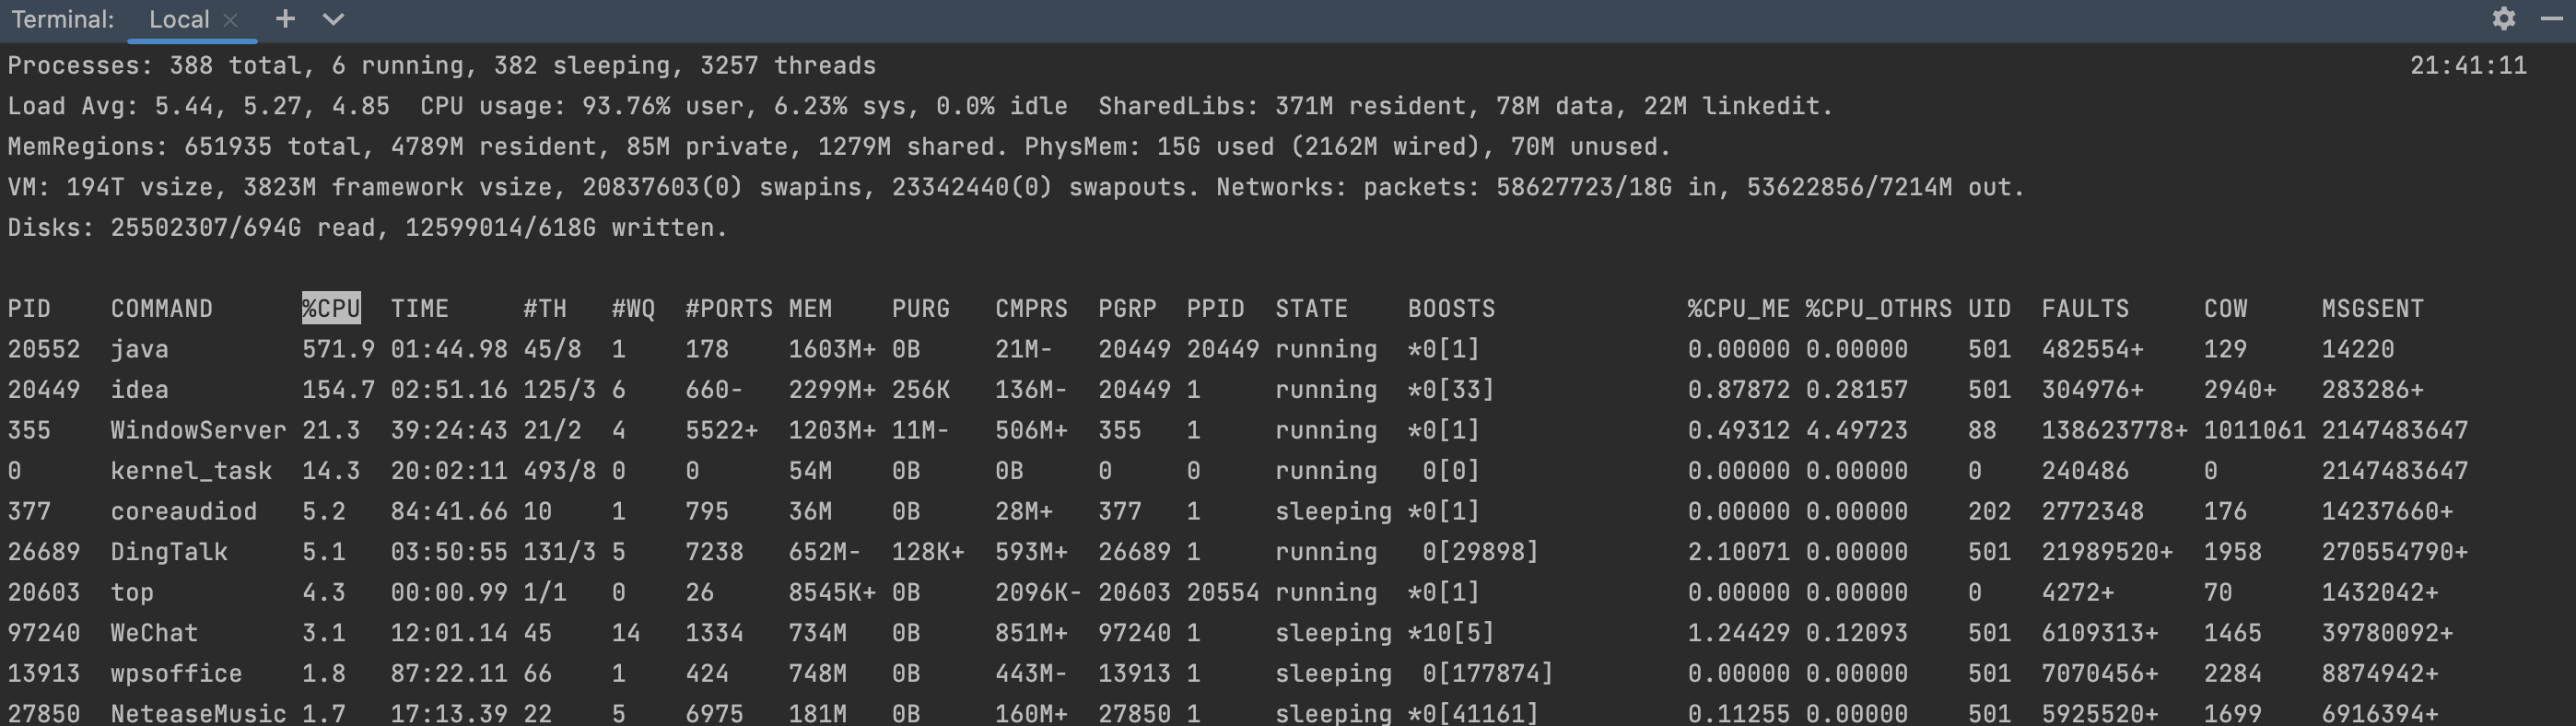 Terminal: Local × +
Processes: 388 total, 6 running, 382 sleeping, 3257 threads 21:41:11
Load Avg: 5.44, 5.27, 4.85 CPU usage: 93.76% user, 6.23% sys, 0.0% idle SharedLibs: 371M resident, 78M data, 22M linkedit.
MemRegions: 651935 total, 4789M resident, 85M private, 1279M shared. PhysMem: 15G used (2162M wired), 70M unused.
VM: 194T vsize, 3823M framework vsize, 20837603(0) swapins, 23342440(0) swapouts. Networks: packets: 58627723/18G in, 53622856/7214M out.
Disks: 25502307/694G read, 12599014/618G written.
PID COMMAND %CPU TIME #TH #WQ #PORTS MEM PURG CMPRS PGRP PPID STATE BOOSTS %CPU_ME %CPU_OTHRS UID FAULTS COW MSGSENT
20552 java 571.9 01:44.98 45/8 1 178 1603M+ 0B 21M- 20449 20449 running *0[1] 0.00000 0.00000 501 482554+ 129 14220
20449 idea 154.7 02:51.16 125/3 6 660- 2299M+ 256K 136M- 20449 1 running *0[33] 0.87872 0.28157 501 304976+ 2940+ 283286+
355 WindowServer 21.3 39:24:43 21/2 4 5522+ 1203M+ 11M- 506M+ 355 1 running *0[1] 0.49312 4.49723 88 138623778+ 1011061 2147483647
0 kernel_task 14.3 20:02:11 493/8 0 0 54M 0B 0B 0 0 running 0[0] 0.00000 0.00000 0 240486 0 2147483647
377 coreaudiod 5.2 84:41.66 10 1 795 36M 0B 28M+ 377 1 sleeping *0[1] 0.00000 0.00000 202 2772348 176 14237660+
26689 DingTalk 5.1 03:50:55 131/3 5 7238 652M- 128K+ 593M+ 26689 1 running 0[29898] 2.10071 0.00000 501 21989520+ 1958 270554790+
20603 top 4.3 00:00.99 1/1 0 26 8545K+ 0B 2096K- 20603 20554 running *0[1] 0.00000 0.00000 0 4272+ 70 1432042+
97240 WeChat 3.1 12:01.14 45 14 1334 734M 0B 851M+ 97240 1 sleeping *10[5] 1.24429 0.12093 501 6109313+ 1465 39780092+
13913 wpsoffice 1.8 87:22.11 66 1 424 748M 0B 443M- 13913 1 sleeping 0[177874] 0.00000 0.00000 501 7070456+ 2284 8874942+
27850 NeteaseMusic 1.7 17:13.39 22 5 6975 181M 0B 160M+ 27850 1 sleeping *0[41161] 0.11255 0.00000 501 5925520+ 1699 6916394+